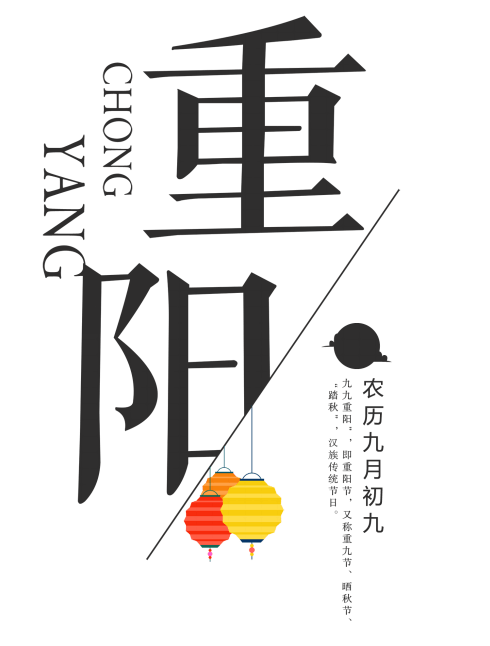 重
阳
CHONG
YANG
农历九月初九
九九重阳”，即重阳节，又称重九节、晒秋节、
“踏秋”，汉族传统节日。